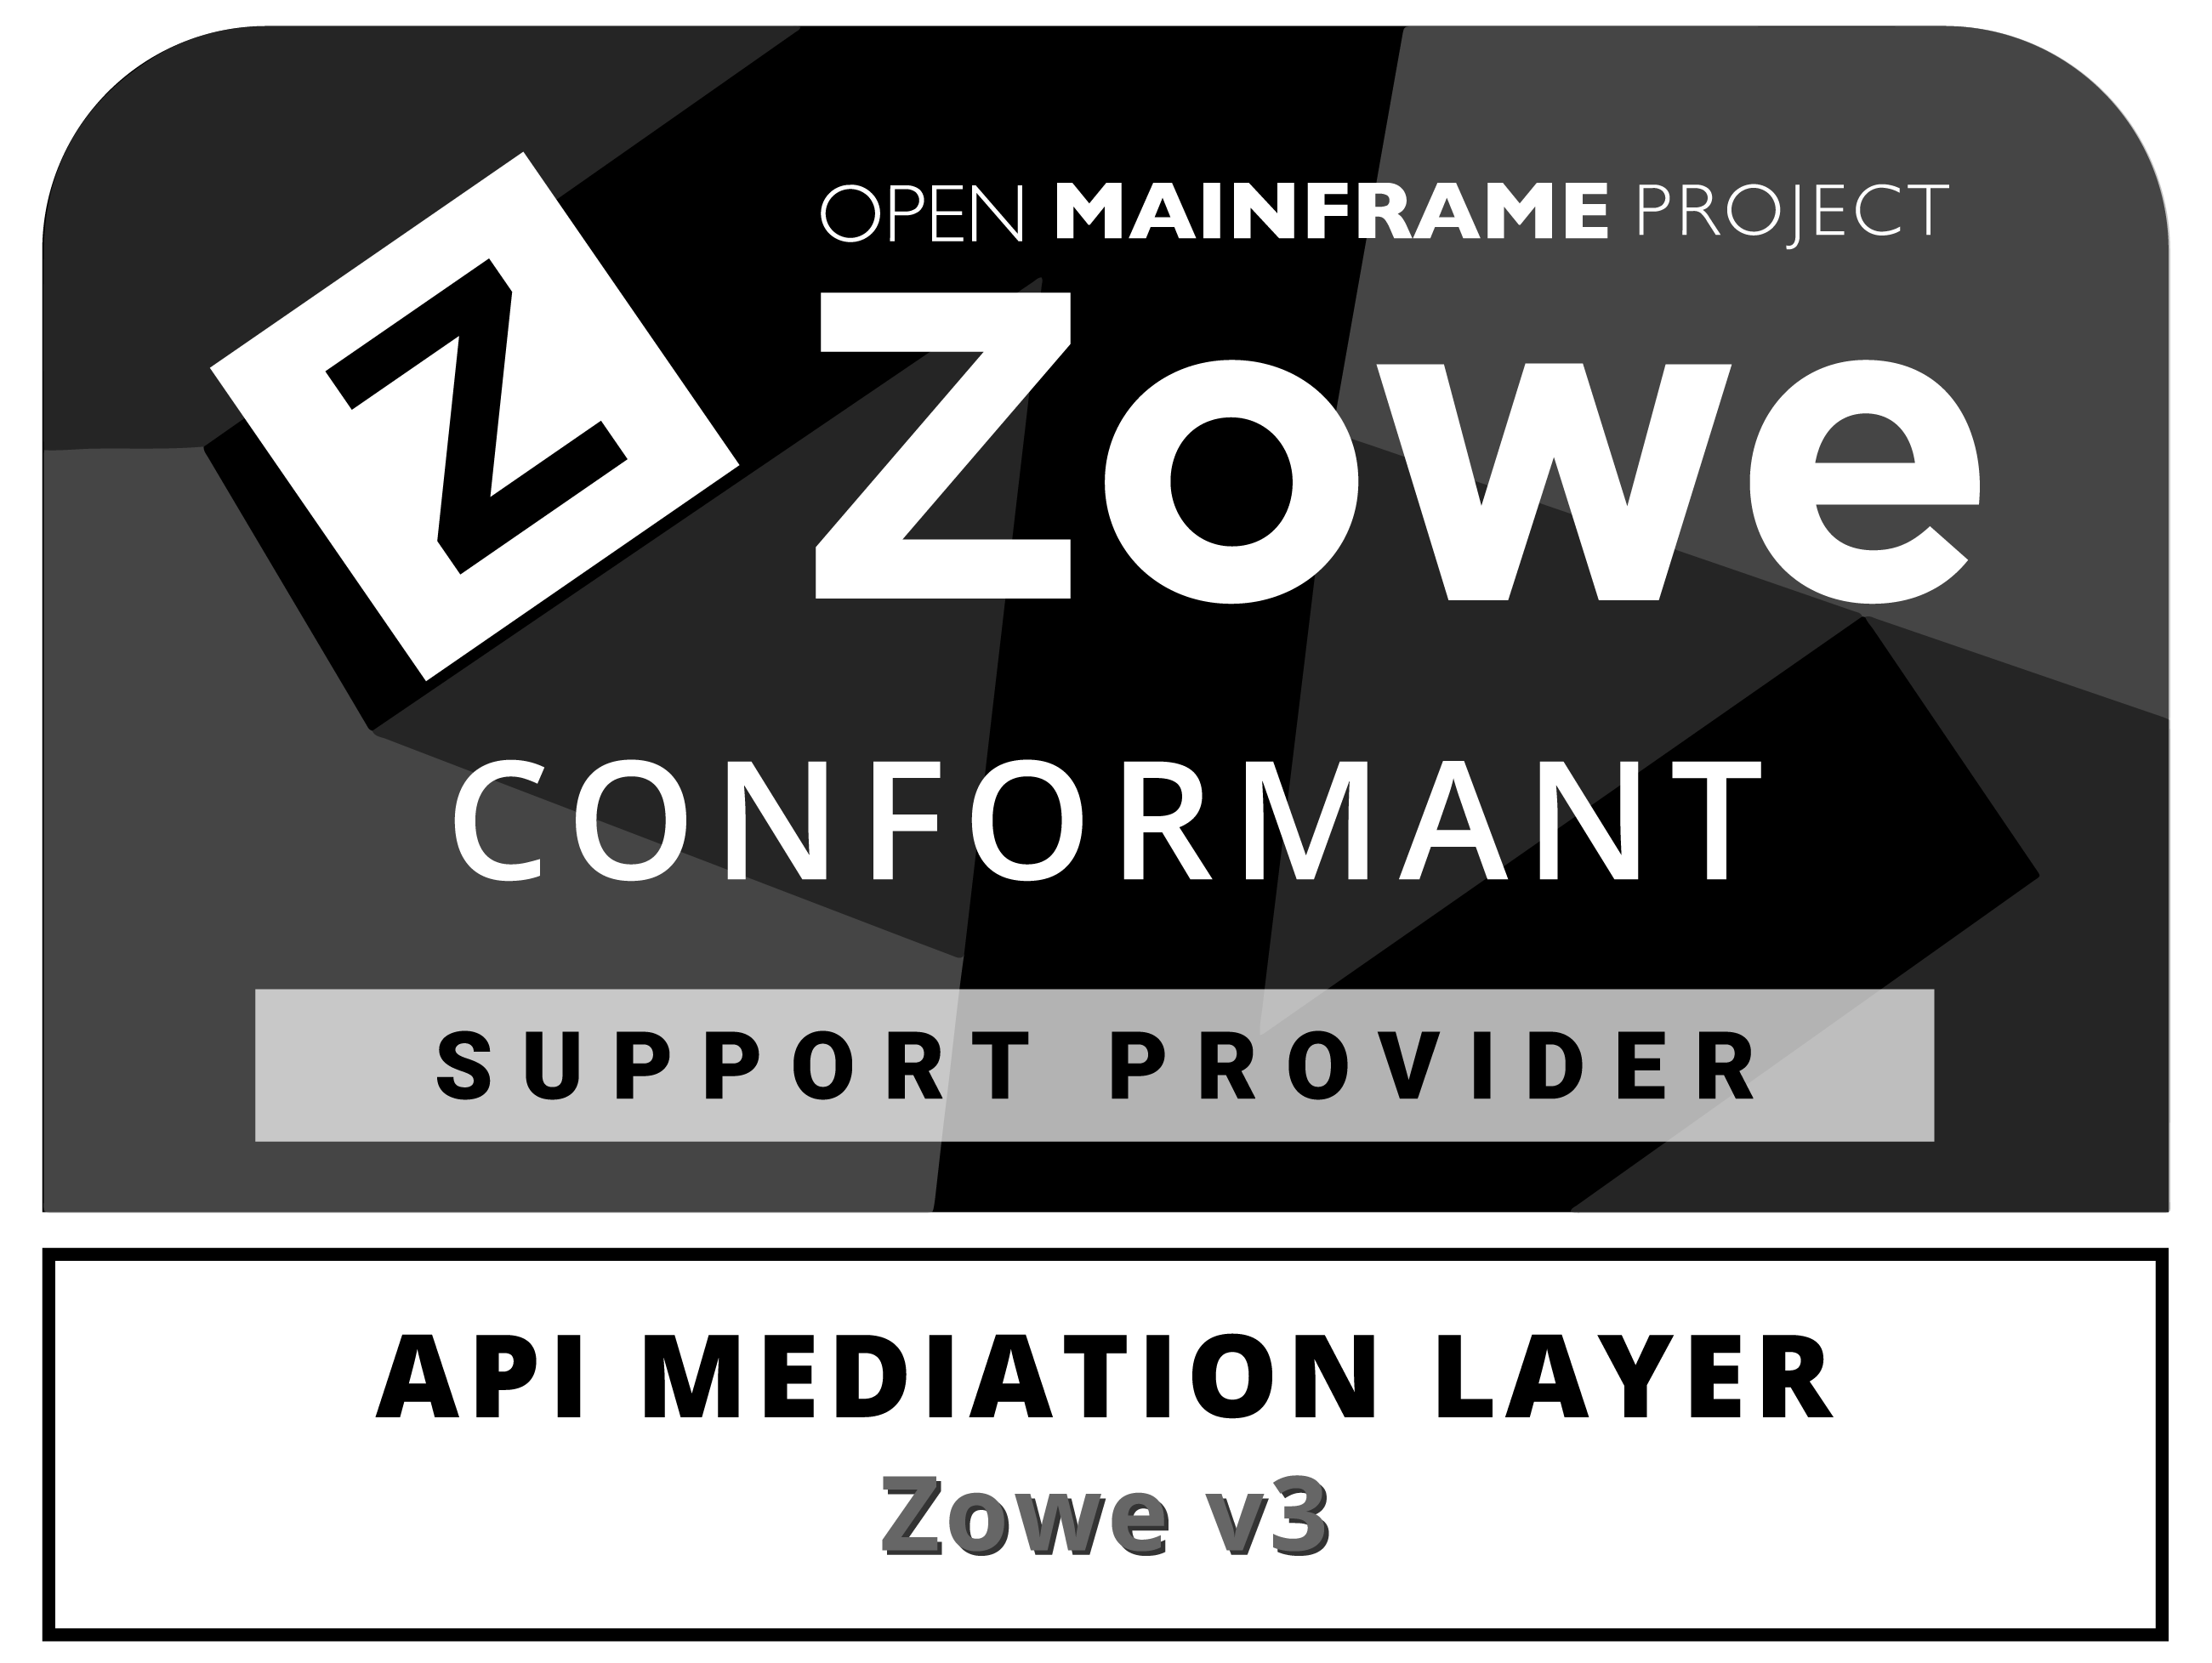 OPEN MAINFRAME PROJECT
Z Zowe
CONFORMANT
SUPPORT PROVIDER
API MEDIATION LAYER
Zowe v3